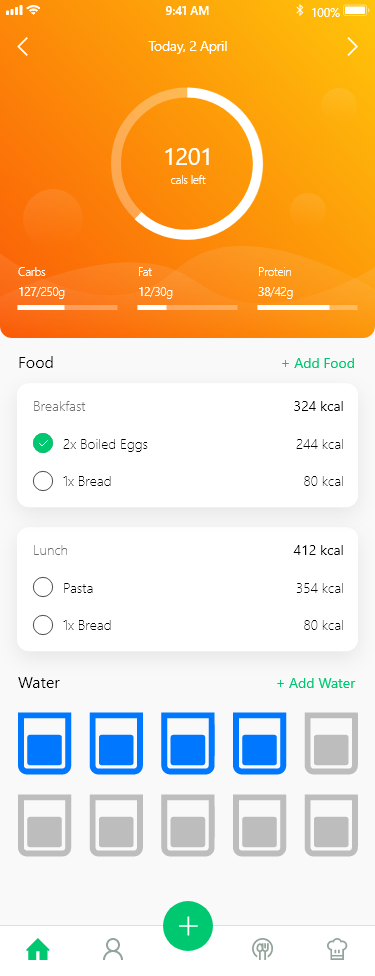 9:41 AM
100%
Today, 2 April
1201
cals left
Carbs
Fat
Protein
127/250g
12/30g
38/42g
Food
+ Add Food
Breakfast
324 kcal
2x Boiled Eggs
244 kcal
1x Bread
80 kcal
Lunch
412 kcal
Pasta
354 kcal
1x Bread
80 kcal
Water
+ Add Water